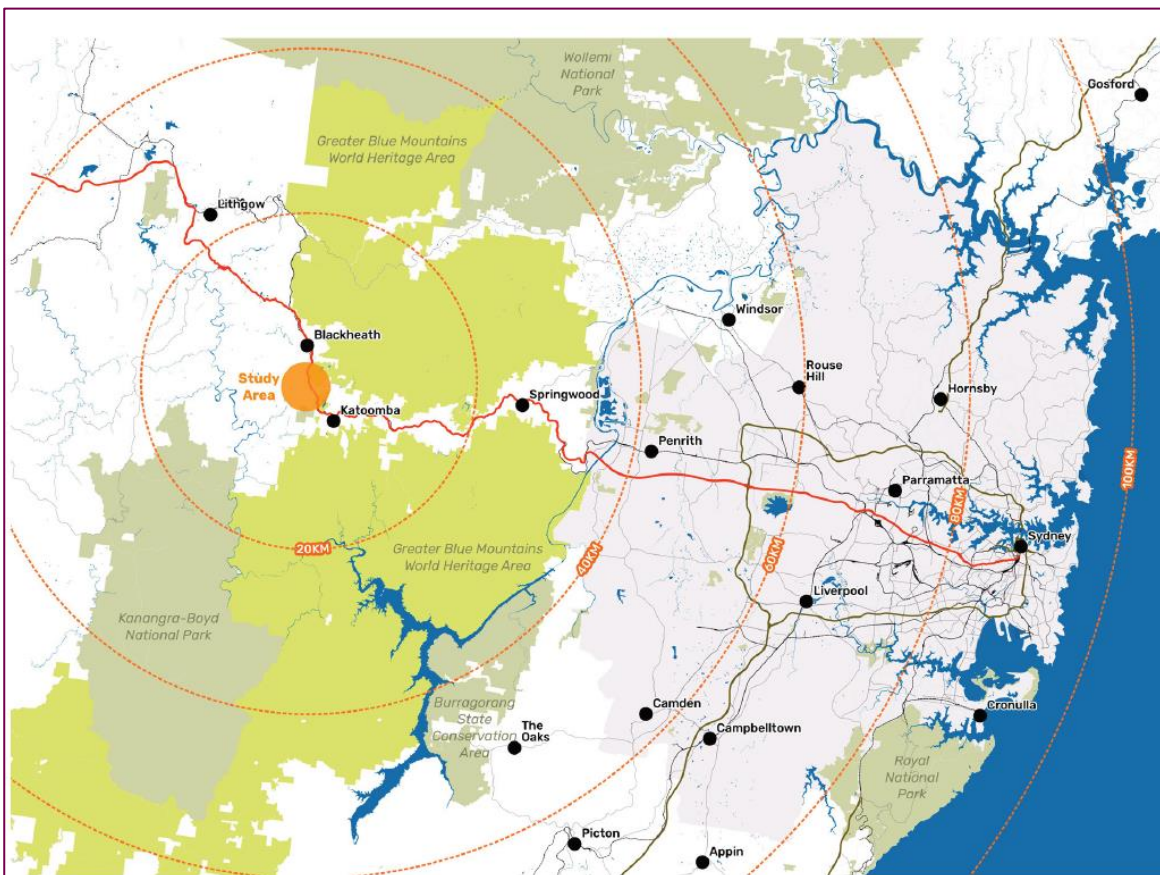 Wollemi
National
Park
Gosford
Greater Blue Mountains
World Heritage Area
Lithgow
Windsor
Blackheath
Rouse
Hill
Study
Area
Hornsby
Springwood
Katoomba
Penrith
100KM
Parramatta
80KM
Sydney
20KM
Greater Blue Mountains
World Heritage Area
40KM
60KM
Liverpool
Kananqra-Boyd
National Park
Burragorang
State
Conservation
Area
Camden
The
Oaks
Campbelltown
Cronulla
Royal
National
Park
Picton
Appin